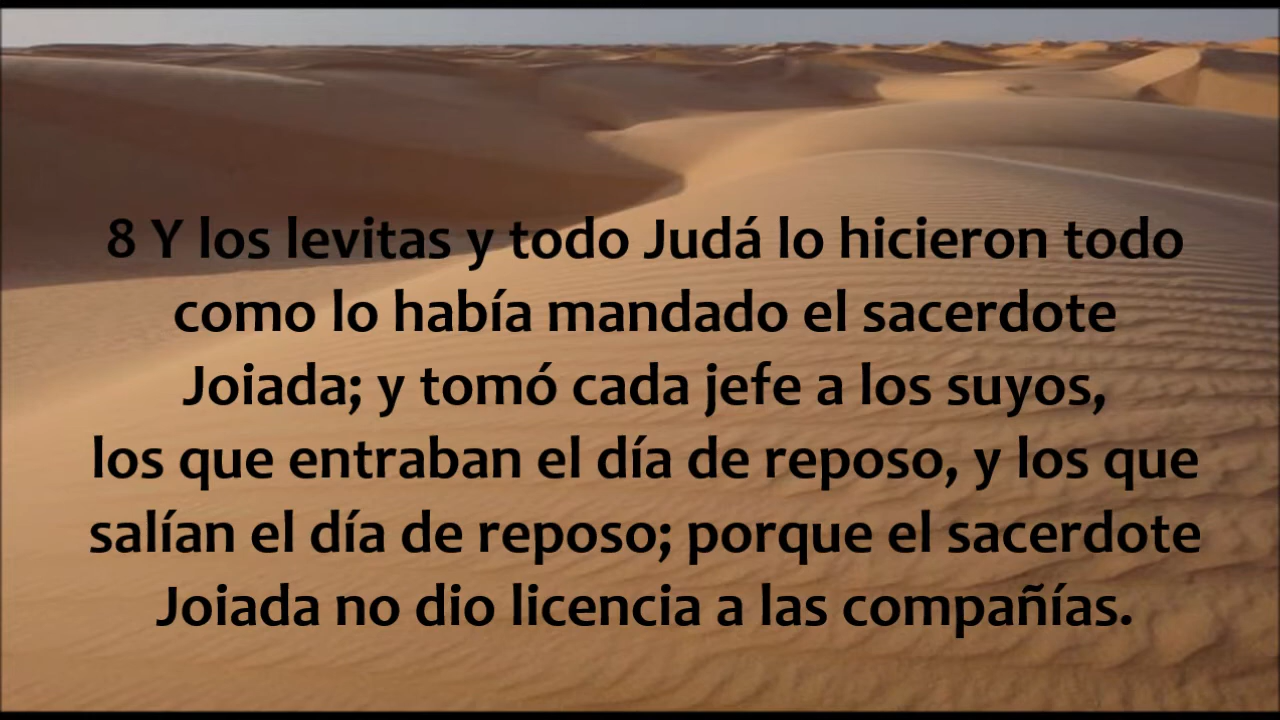 8 Y los levitas y todo Judá lo hicieron todo
como lo había mandado el sacerdote
Joiada; y tomó cada jefe a los suyos,
los que entraban el día de reposo, y los que
salían el día de reposo; porque el sacerdote
Joiada no dio licencia a las compañías.